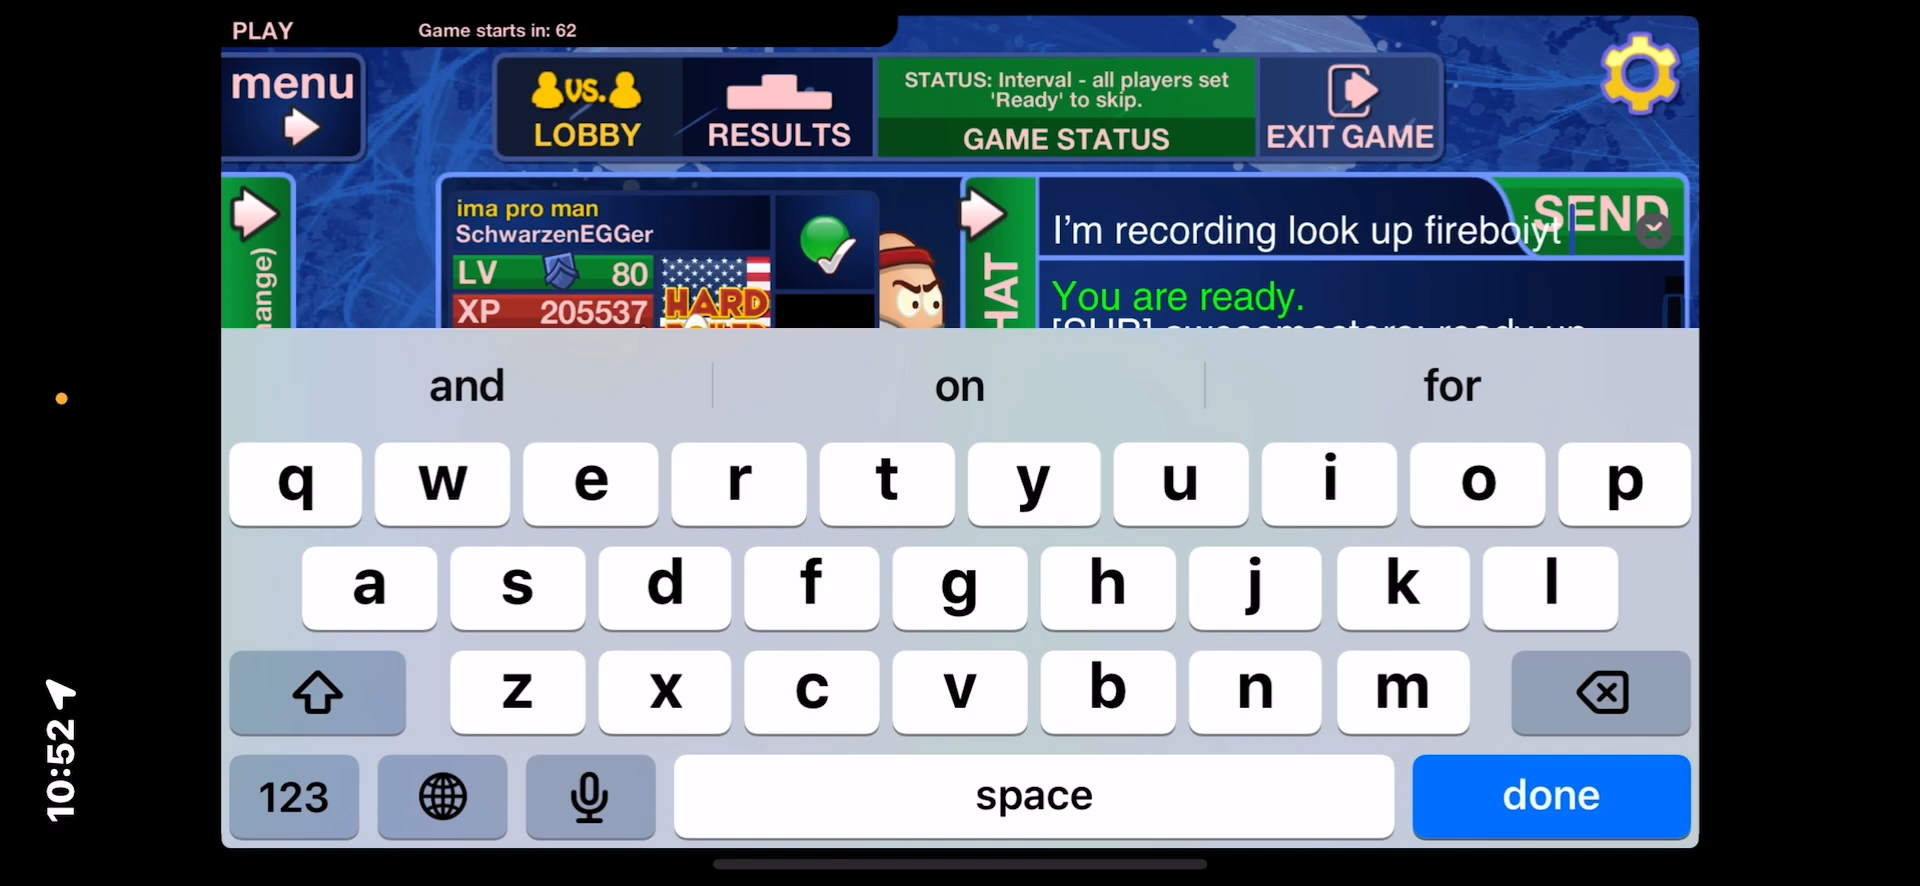 PLAY
Game starts in: 62
menu
VS.
LOBBY
RESULTS
STATUS: Interval - all players set
'Ready' to skip.
GAME STATUS
EXIT GAME
ima pro man
SchwarzenEGGer
LV 80
XP 205537
HARD
I'm recording look up fireboiyt
SEND
You are ready.
and on for
q w e r t y u i o p
a s d f g h j k l
z x c v b n m
123 space done
10:52